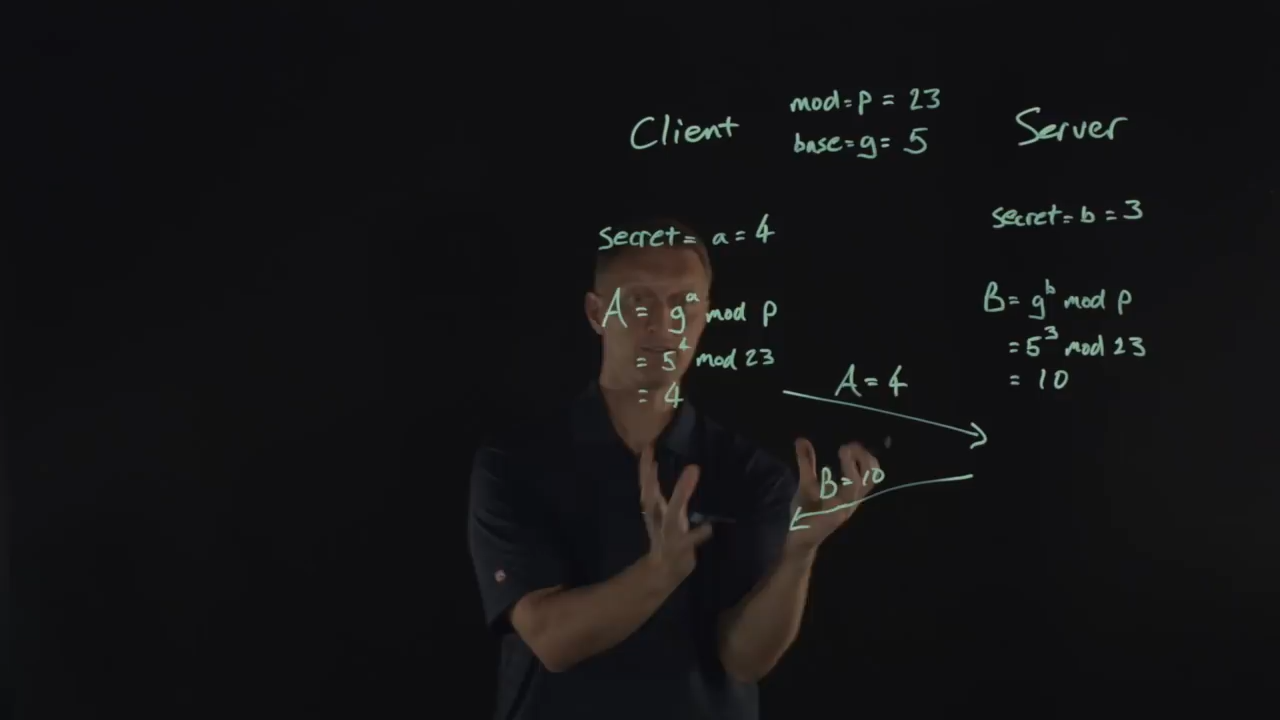 Client
mod=p = 23
base=g= 5
Server
secret= a = 4
A = g^a mod p
= 5^4 mod 23
= 4
secret= b = 3
B= g^b mod p
= 5^3 mod 23
= 10
A = 4
B = 10